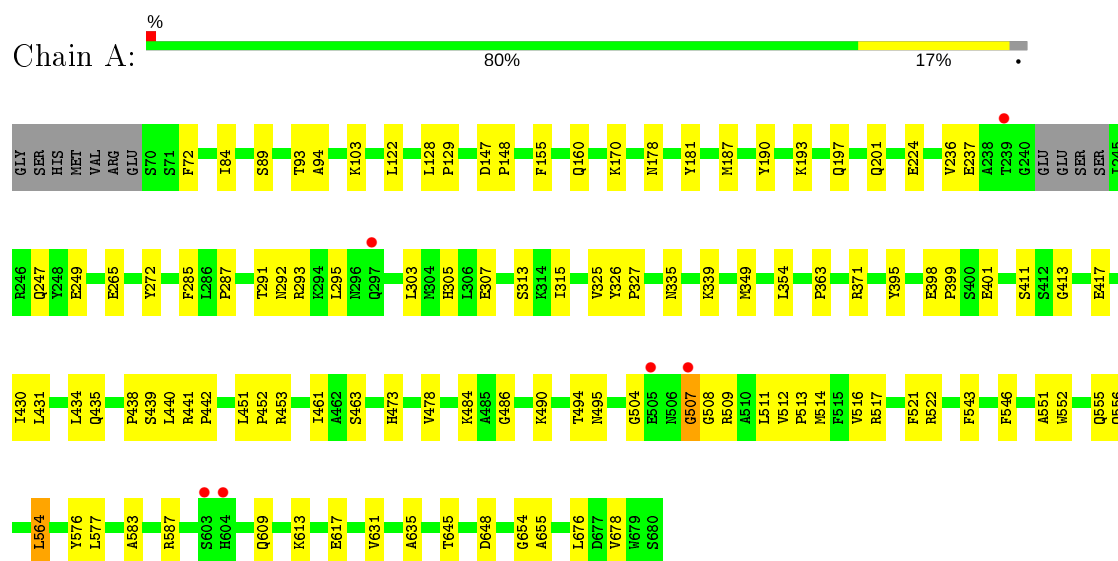 %
Chain A:
80% 17% •
GLY SER HIS MET VAL ARG GLU S70 S71 F72 I84 S89 T93 A94 K103 L122 L128 P129 D147 P148 F155 Q160 K170 N178 Y181 M187 Y190 K193 Q197 Q201 E224 V236 E237 A238 T239 G240 GLU GLU SER SER I245
R246 Q247 Y248 E249 E265 Y272 F285 L286 P287 T291 N292 R293 K294 L295 N296 Q297 L303 M304 H305 L306 E307 S313 K314 I315 V325 Y326 P327 N335 K339 M349 L354 P363 R371 Y395 E398 P399 S400 E401 S411 S412 G413 E417
I430 L431 L434 Q435 P438 S439 L440 R441 P442 L451 P452 R453 I461 A462 S463 H473 V478 K484 A485 G486 K490 T494 N495 G504 E505 N506 G507 G508 R509 A510 L511 V512 P513 M514 F515 V516 R517 F521 R522 F543 F546 A551 W552 Q555 Q556
L564 Y576 L577 A583 R587 S603 H604 Q609 K613 E617 V631 A635 T645 D648 G654 A655 L676 D677 V678 W679 S680